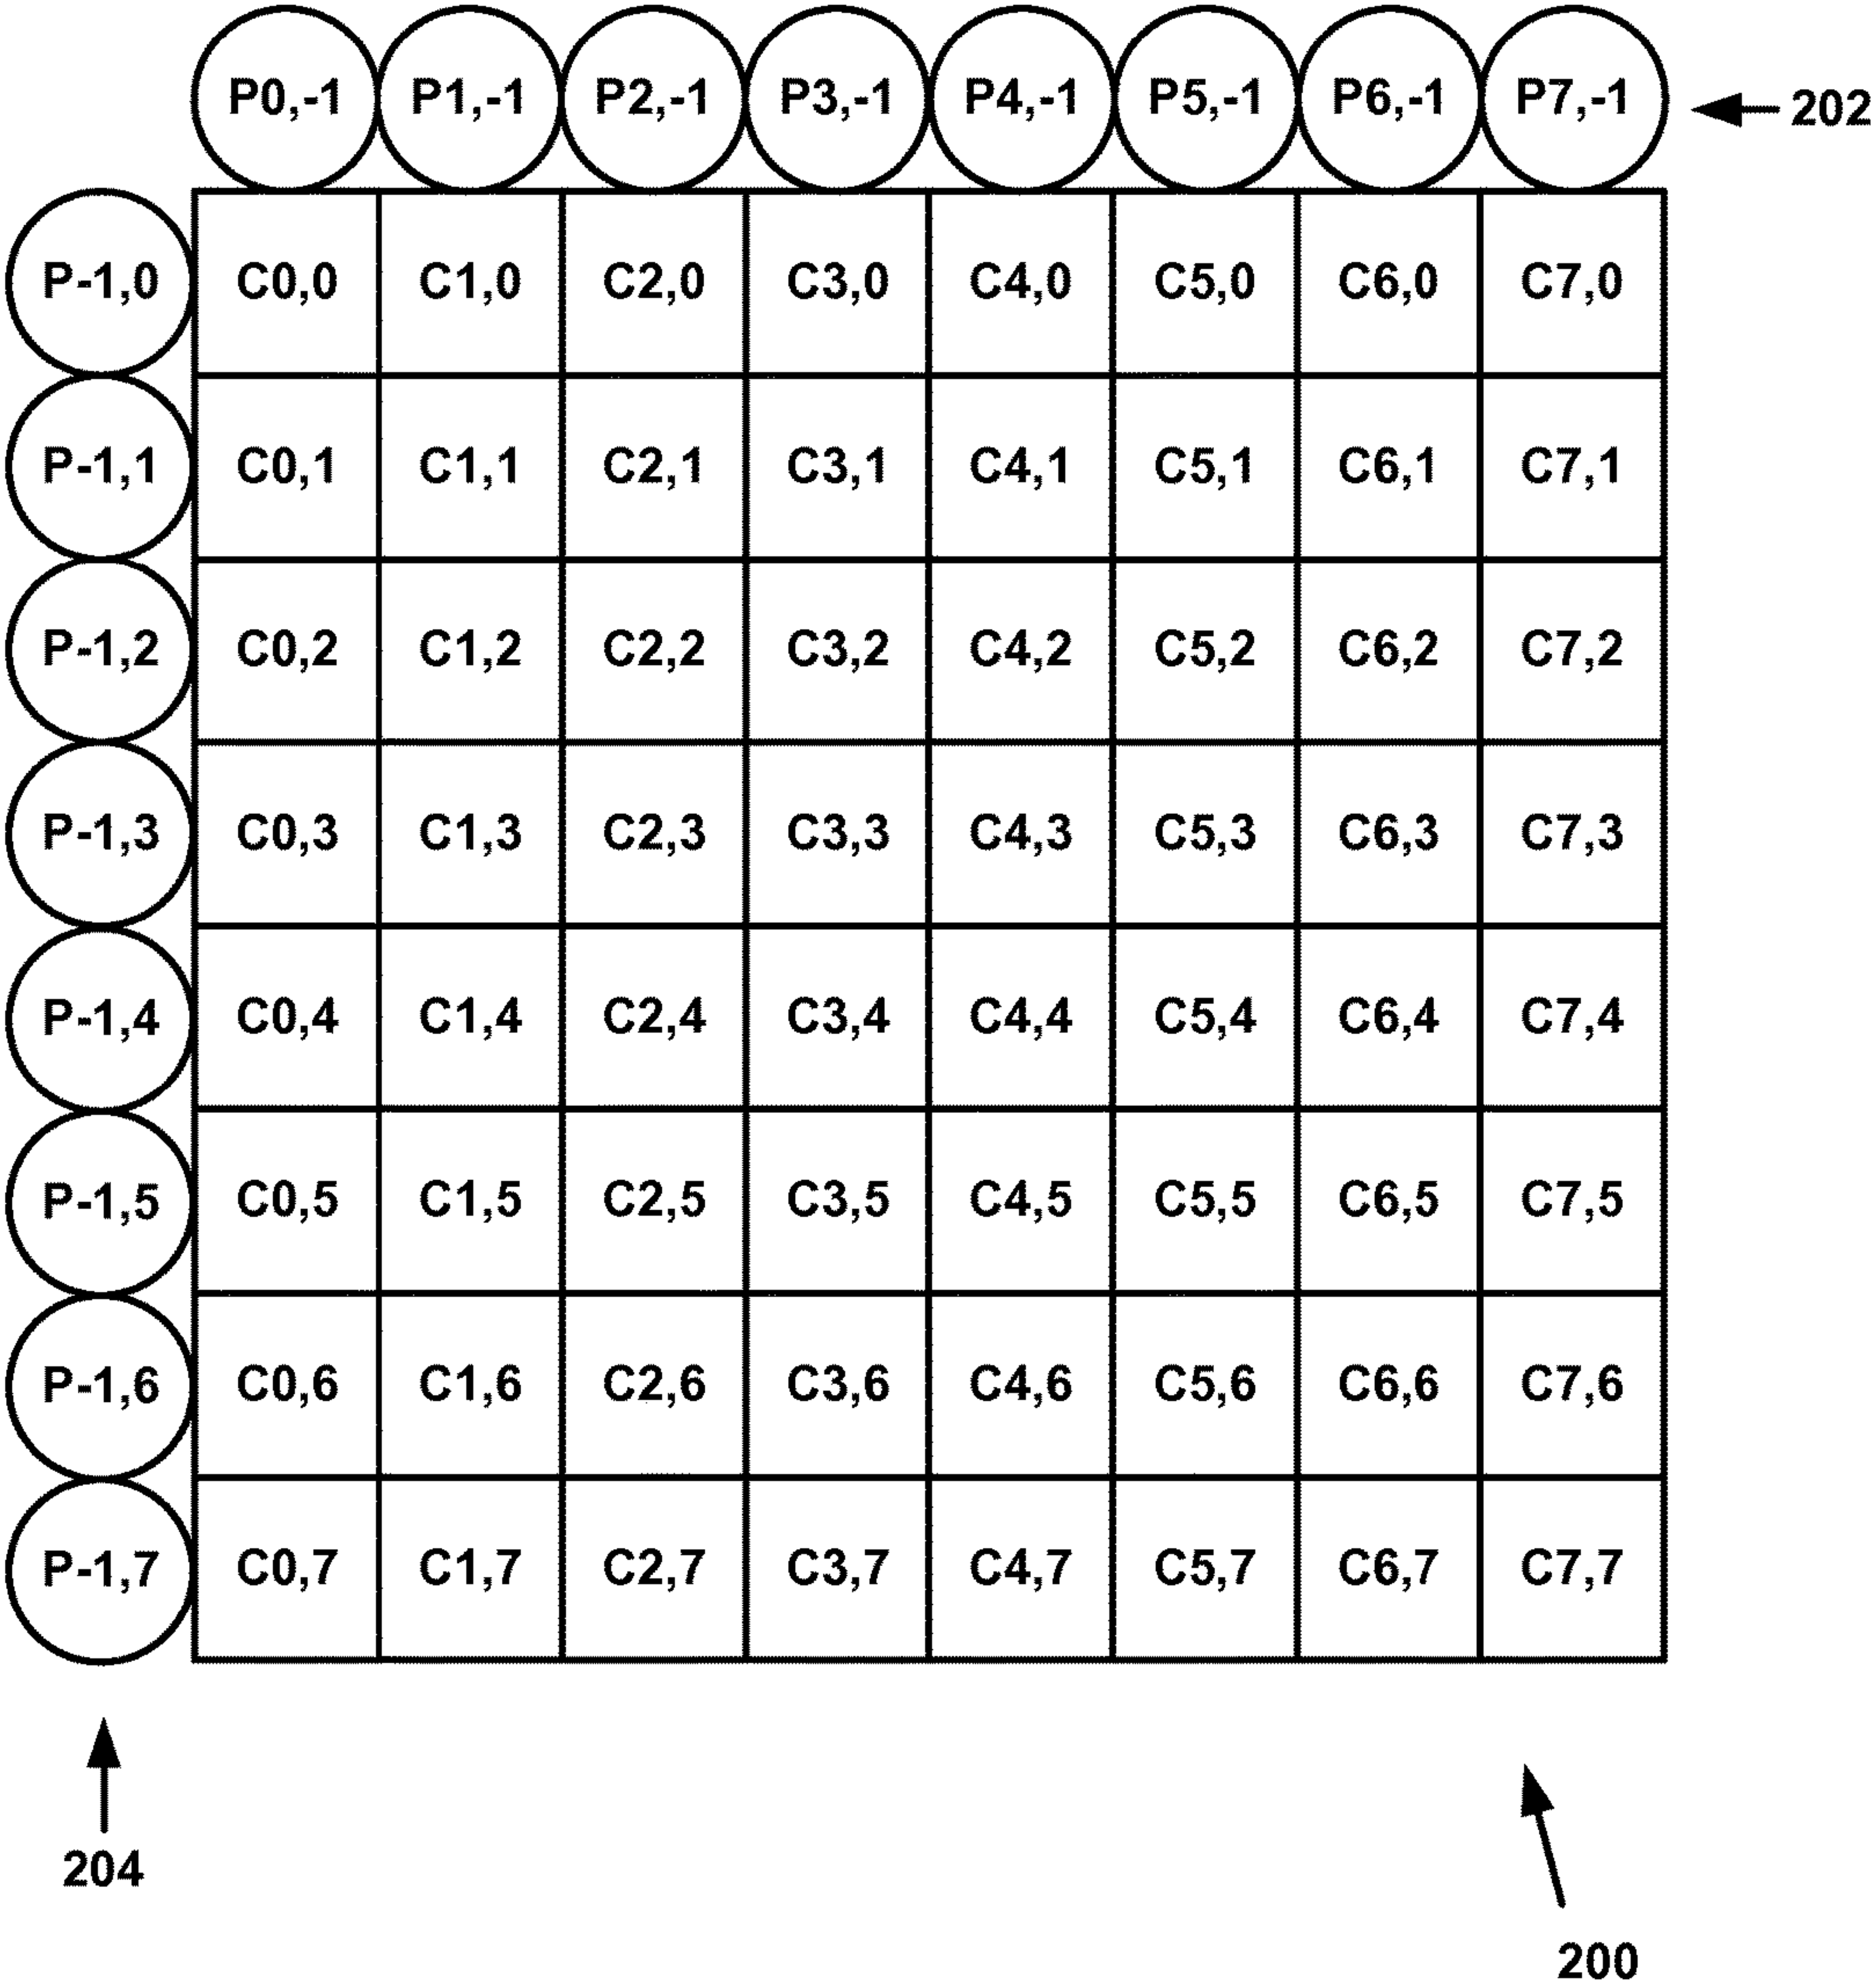 P0,-1 P1,-1 P2,-1 P3,-1 P4,-1 P5,-1 P6,-1 P7,-1 202
P-1,0 C0,0 C1,0 C2,0 C3,0 C4,0 C5,0 C6,0 C7,0
P-1,1 C0,1 C1,1 C2,1 C3,1 C4,1 C5,1 C6,1 C7,1
P-1,2 C0,2 C1,2 C2,2 C3,2 C4,2 C5,2 C6,2 C7,2
P-1,3 C0,3 C1,3 C2,3 C3,3 C4,3 C5,3 C6,3 C7,3
P-1,4 C0,4 C1,4 C2,4 C3,4 C4,4 C5,4 C6,4 C7,4
P-1,5 C0,5 C1,5 C2,5 C3,5 C4,5 C5,5 C6,5 C7,5
P-1,6 C0,6 C1,6 C2,6 C3,6 C4,6 C5,6 C6,6 C7,6
P-1,7 C0,7 C1,7 C2,7 C3,7 C4,7 C5,7 C6,7 C7,7
204
200